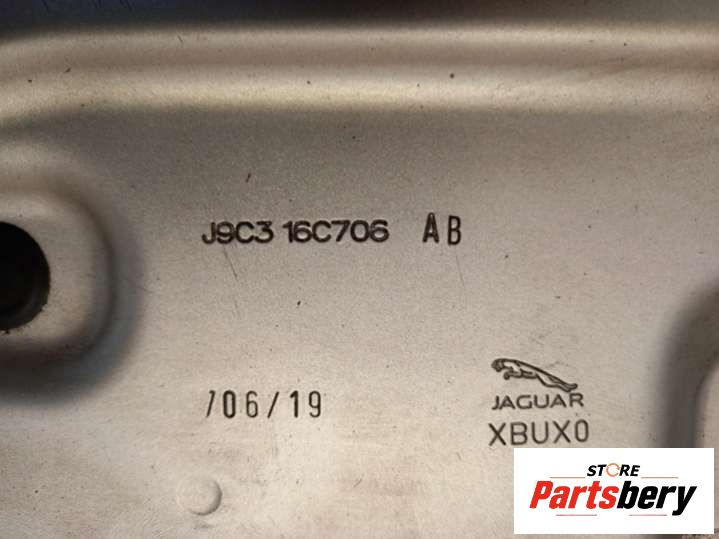 J9C3 16C706 AB
706/19
JAGUAR
XBUX0
STORE
Partsbery